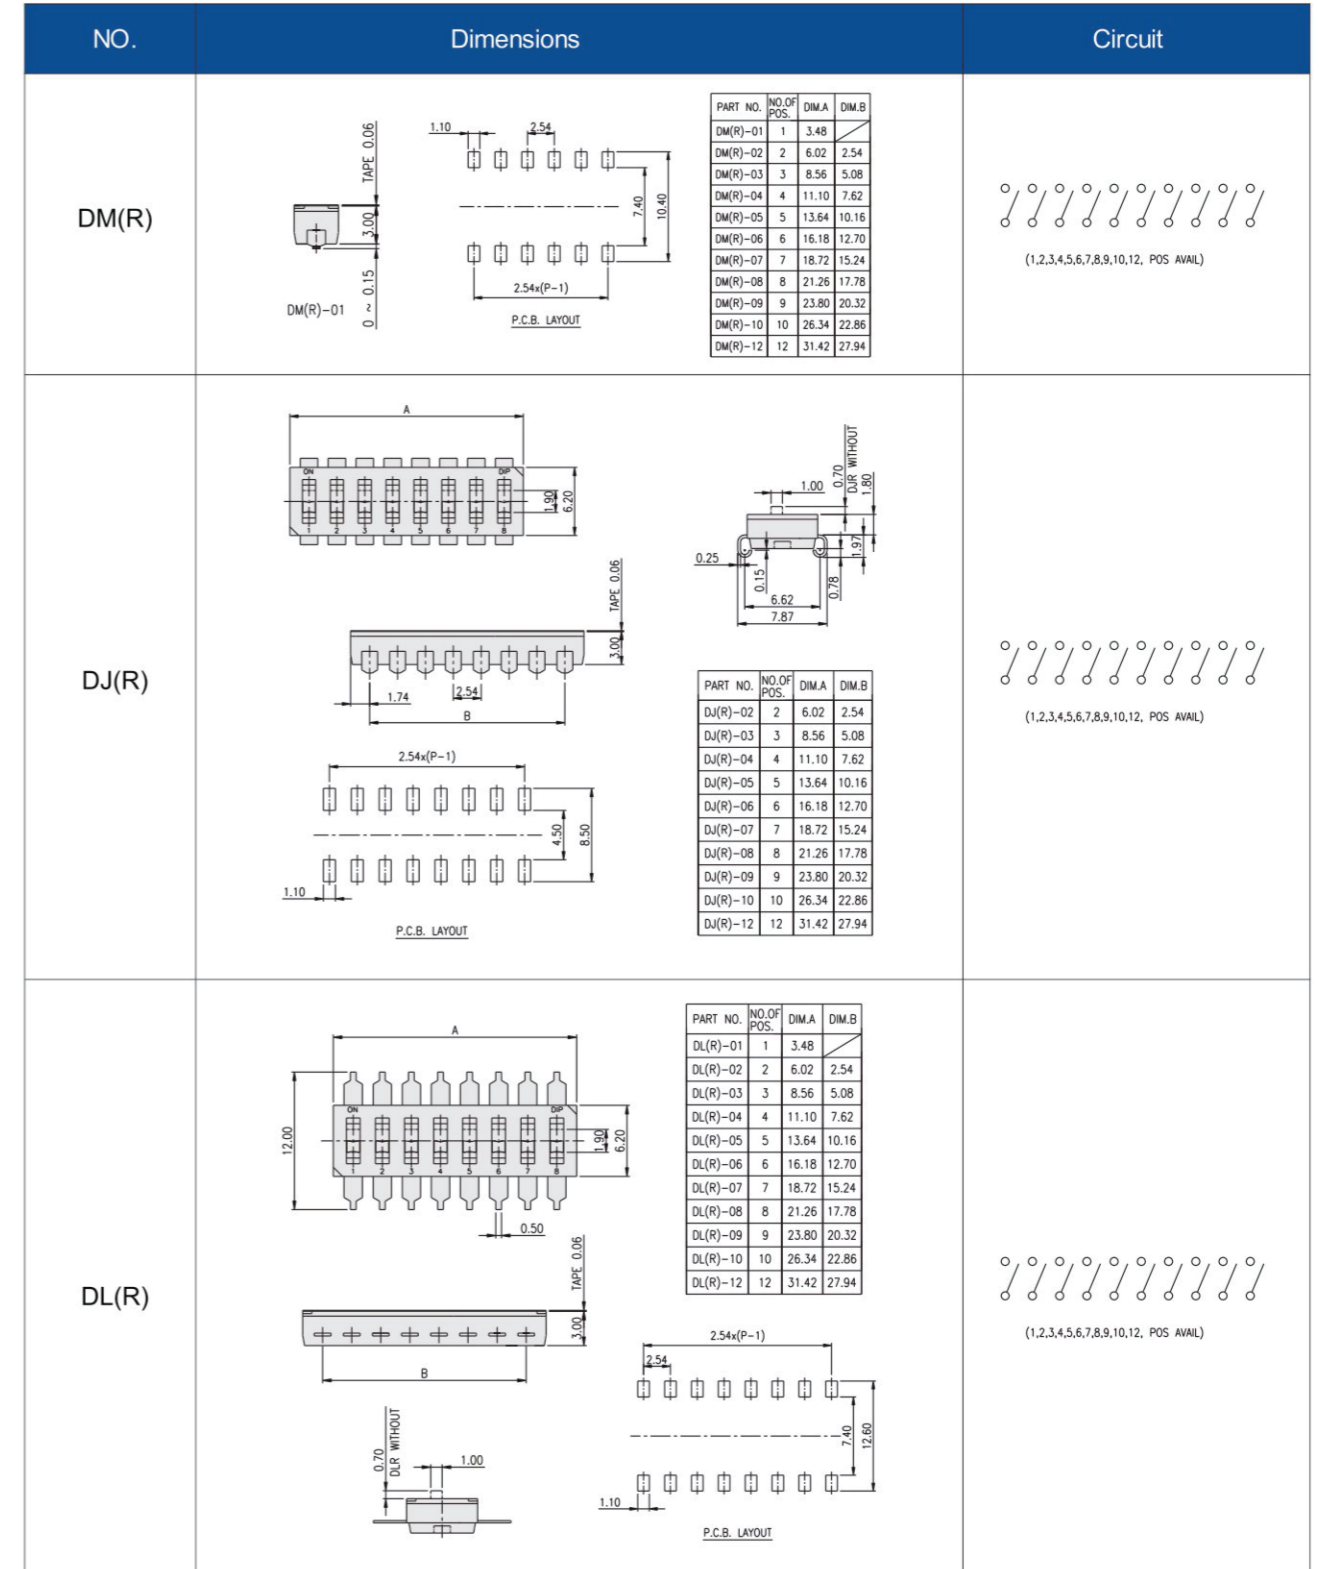 NO. Dimensions Circuit
DM(R)
TAPE 0.06
3.00
0 ~ 0.15
DM(R)-01
1.10 2.54
7.40
10.40
2.54x(P-1)
P.C.B. LAYOUT
PART NO. NO.OF POS. DIM.A DIM.B
DM(R)-01 1 3.48
DM(R)-02 2 6.02 2.54
DM(R)-03 3 8.56 5.08
DM(R)-04 4 11.10 7.62
DM(R)-05 5 13.64 10.16
DM(R)-06 6 16.18 12.70
DM(R)-07 7 18.72 15.24
DM(R)-08 8 21.26 17.78
DM(R)-09 9 23.80 20.32
DM(R)-10 10 26.34 22.86
DM(R)-12 12 31.42 27.94
(1,2,3,4,5,6,7,8,9,10,12, POS AVAIL)
DJ(R)
A
ON DIP
1 2 3 4 5 6 7 8
1.90
6.20
TAPE 0.06
3.00
1.74 2.54
B
2.54x(P-1)
4.50
8.50
1.10
P.C.B. LAYOUT
1.00
0.70
DJR WITHOUT
1.80
1.97
0.25
0.15
0.78
6.62
7.87
PART NO. NO.OF POS. DIM.A DIM.B
DJ(R)-02 2 6.02 2.54
DJ(R)-03 3 8.56 5.08
DJ(R)-04 4 11.10 7.62
DJ(R)-05 5 13.64 10.16
DJ(R)-06 6 16.18 12.70
DJ(R)-07 7 18.72 15.24
DJ(R)-08 8 21.26 17.78
DJ(R)-09 9 23.80 20.32
DJ(R)-10 10 26.34 22.86
DJ(R)-12 12 31.42 27.94
(1,2,3,4,5,6,7,8,9,10,12, POS AVAIL)
DL(R)
A
12.00
ON DIP
1 2 3 4 5 6 7 8
1.90
6.20
0.50
TAPE 0.06
3.00
B
0.70
DLR WITHOUT
1.00
PART NO. NO.OF POS. DIM.A DIM.B
DL(R)-01 1 3.48
DL(R)-02 2 6.02 2.54
DL(R)-03 3 8.56 5.08
DL(R)-04 4 11.10 7.62
DL(R)-05 5 13.64 10.16
DL(R)-06 6 16.18 12.70
DL(R)-07 7 18.72 15.24
DL(R)-08 8 21.26 17.78
DL(R)-09 9 23.80 20.32
DL(R)-10 10 26.34 22.86
DL(R)-12 12 31.42 27.94
2.54x(P-1)
2.54
7.40
12.60
1.10
P.C.B. LAYOUT
(1,2,3,4,5,6,7,8,9,10,12, POS AVAIL)